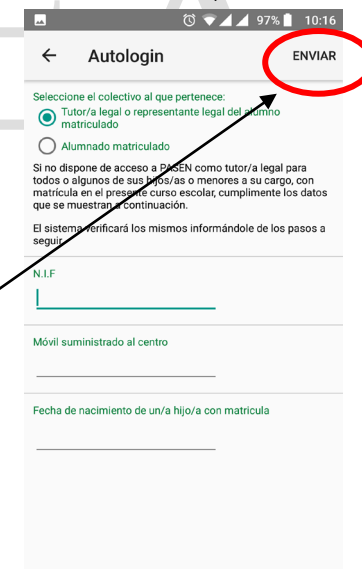 97% 10:16
Autologin ENVIAR
Seleccione el colectivo al que pertenece:
Tutor/a legal o representante legal del alumno
matriculado
Alumnado matriculado
Si no dispone de acceso a PASEN como tutor/a legal para
todos o algunos de sus hijos/as o menores a su cargo, con
matrícula en el presente curso escolar, cumplimente los datos
que se muestran a continuación.
El sistema verificará los mismos informándole de los pasos a
seguir.
N.I.F
Móvil suministrado al centro
Fecha de nacimiento de un/a hijo/a con matricula